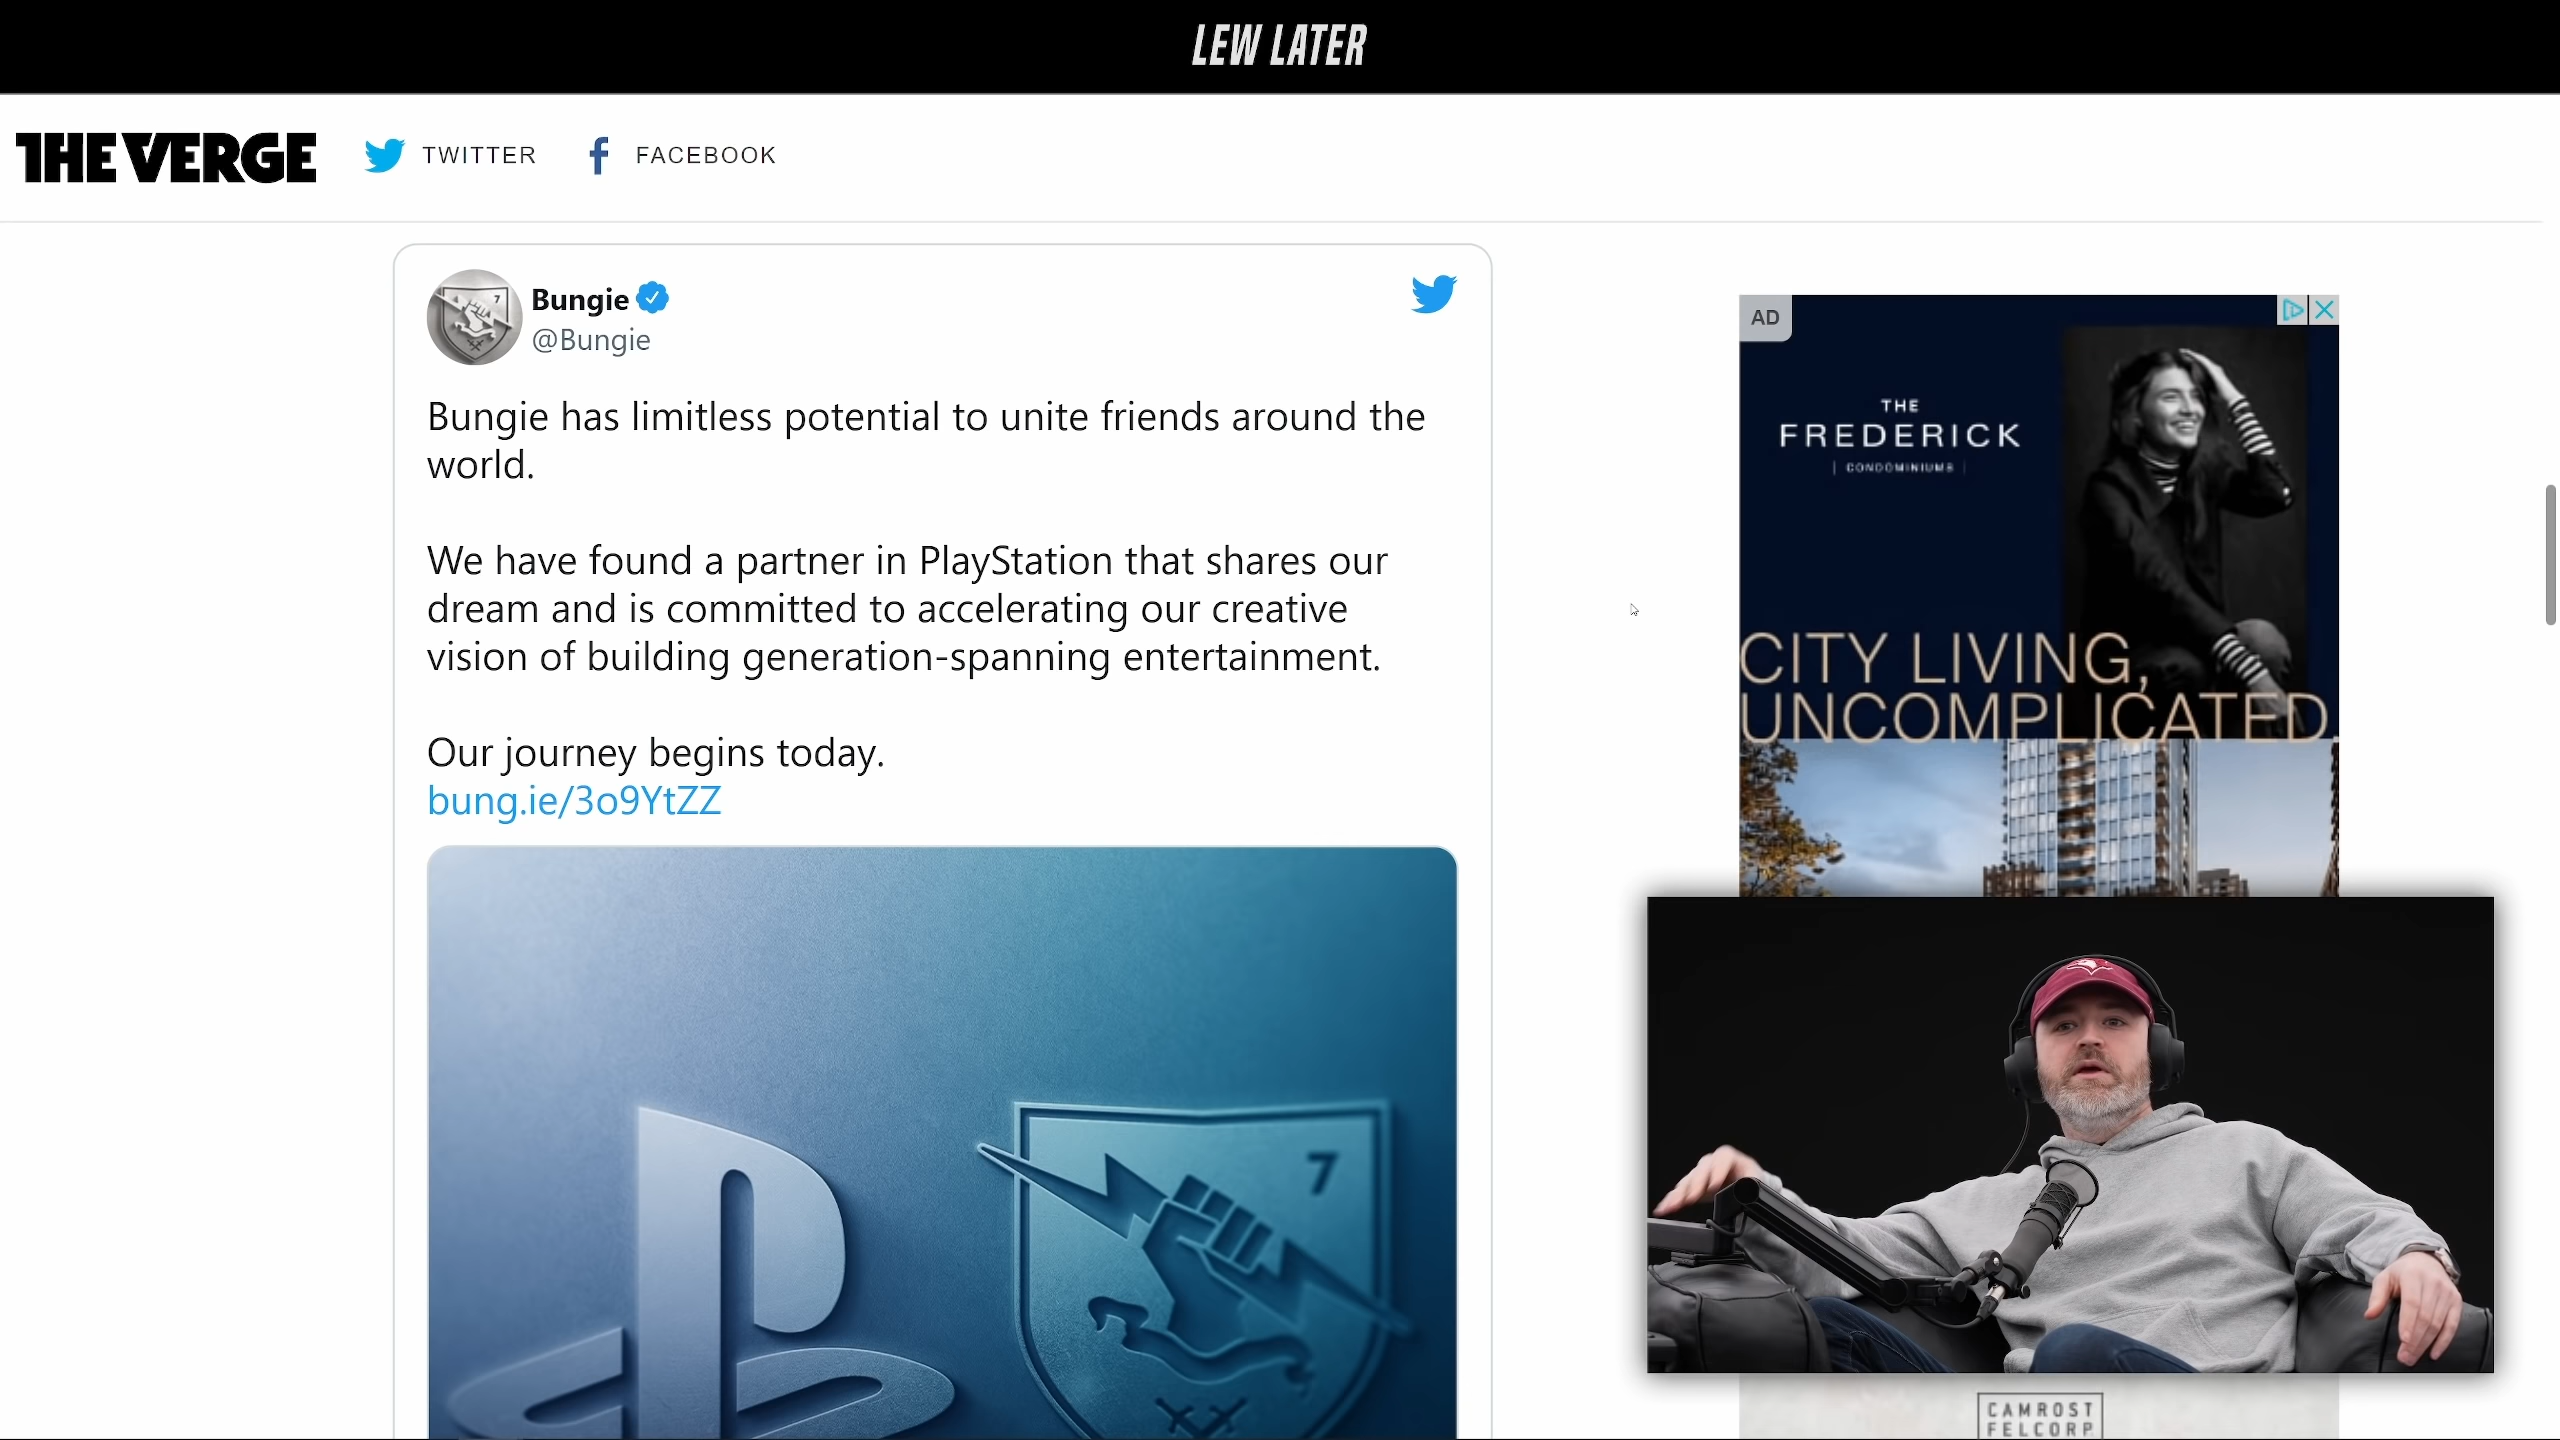 LEW LATER
THE VERGE
TWITTER
FACEBOOK
Bungie
@Bungie
7
Bungie has limitless potential to unite friends around the
world.
We have found a partner in PlayStation that shares our
dream and is committed to accelerating our creative
vision of building generation-spanning entertainment.
Our journey begins today.
bung.ie/3o9YtZZ
7
AD
THE
FREDERICK
| CONDOMINIUMS |
CITY LIVING,
UNCOMPLICATED.
CAMROST
FELCORP